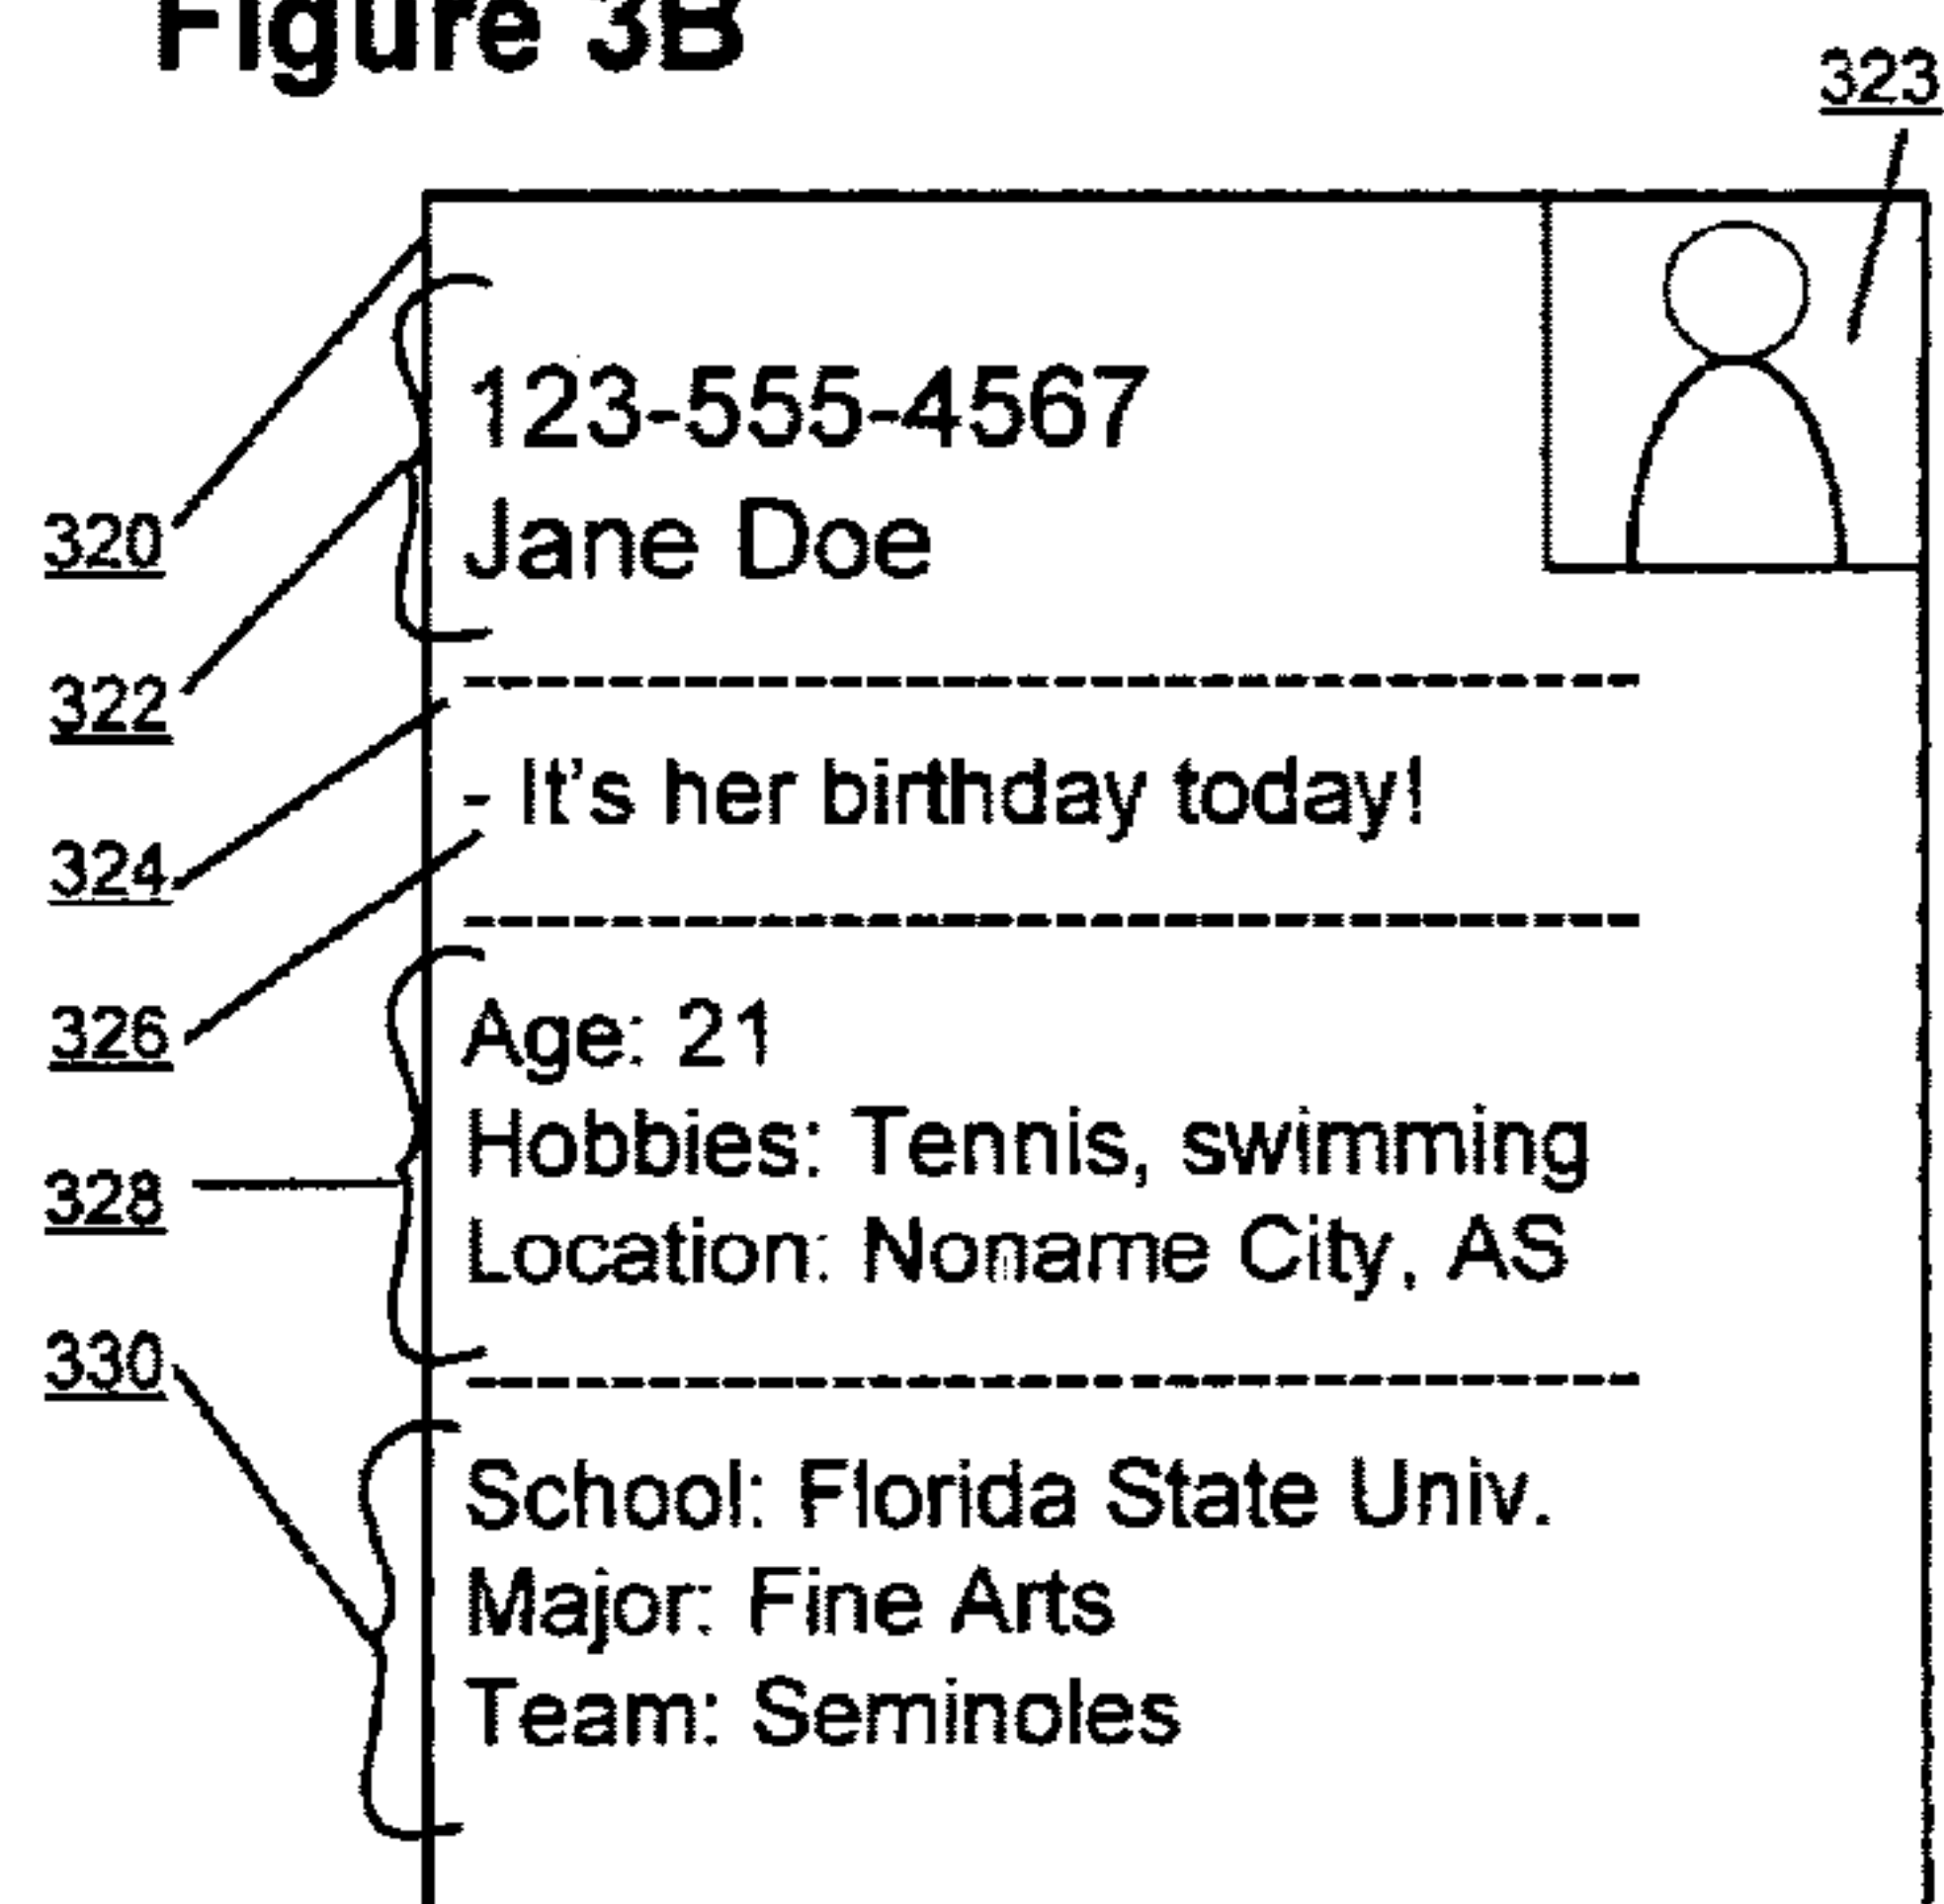 Figure 3B
323
123-555-4567
Jane Doe
320
322
- It's her birthday today!
324
326
Age: 21
Hobbies: Tennis, swimming
Location: Noname City, AS
328
330
School: Florida State Univ.
Major: Fine Arts
Team: Seminoles